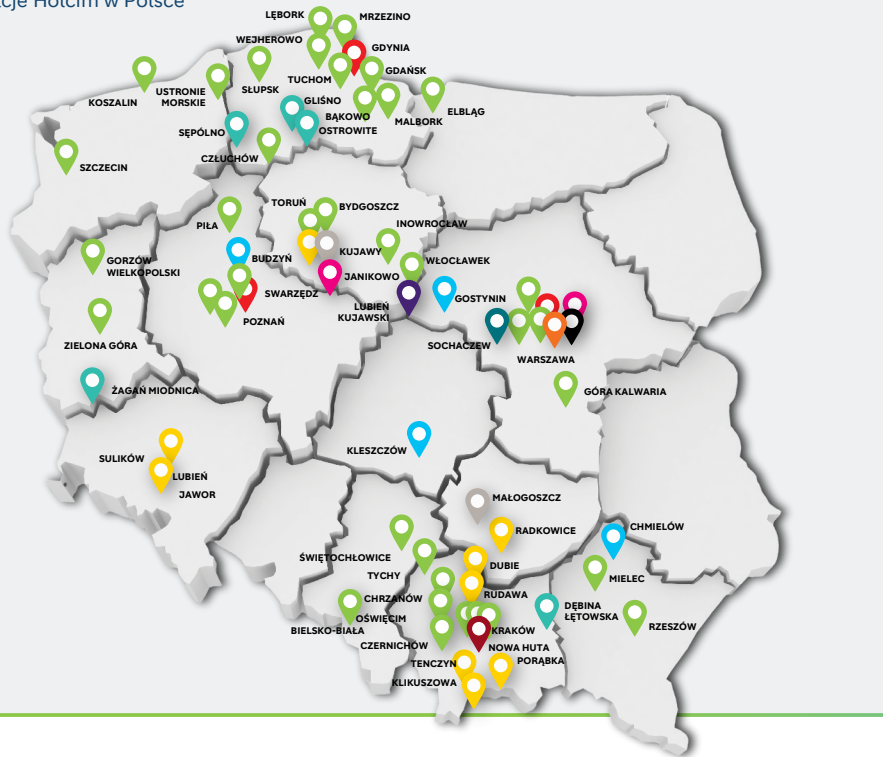 Holcim w Polsce
LĘBORK
MRZEZINO
WEJHEROWO
GDYNIA
TUCHOM
GDAŃSK
SŁUPSK
USTRONIE
MORSKIE
KOSZALIN
GLIŚNO
BĄKOWO
OSTROWITE
MALBORK
ELBLĄG
SĘPÓLNO
CZŁUCHÓW
SZCZECIN
TORUŃ
BYDGOSZCZ
PIŁA
INOWROCŁAW
KUJAWY
BUDZYŃ
GORZÓW
WIELKOPOLSKI
WŁOCŁAWEK
JANIKOWO
SWARZĘDZ
LUBIEŃ
KUJAWSKI
GOSTYNIN
POZNAŃ
ZIELONA GÓRA
SOCHACZEW
WARSZAWA
ŻAGAŃ MIODNICA
GÓRA KALWARIA
KLESZCZÓW
SULIKÓW
LUBIEŃ
JAWOR
MAŁOGOSZCZ
RADKOWICE
CHMIELÓW
ŚWIĘTOCHŁOWICE
DUBIE
TYCHY
MIELEC
RUDAWA
CHRZANÓW
DĘBINA
ŁĘTOWSKA
OŚWIĘCIM
RZESZÓW
BIELSKO-BIAŁA
KRAKÓW
CZERNICHÓW
NOWA HUTA
TENCZYN
PORĄBKA
KLIKUSZOWA